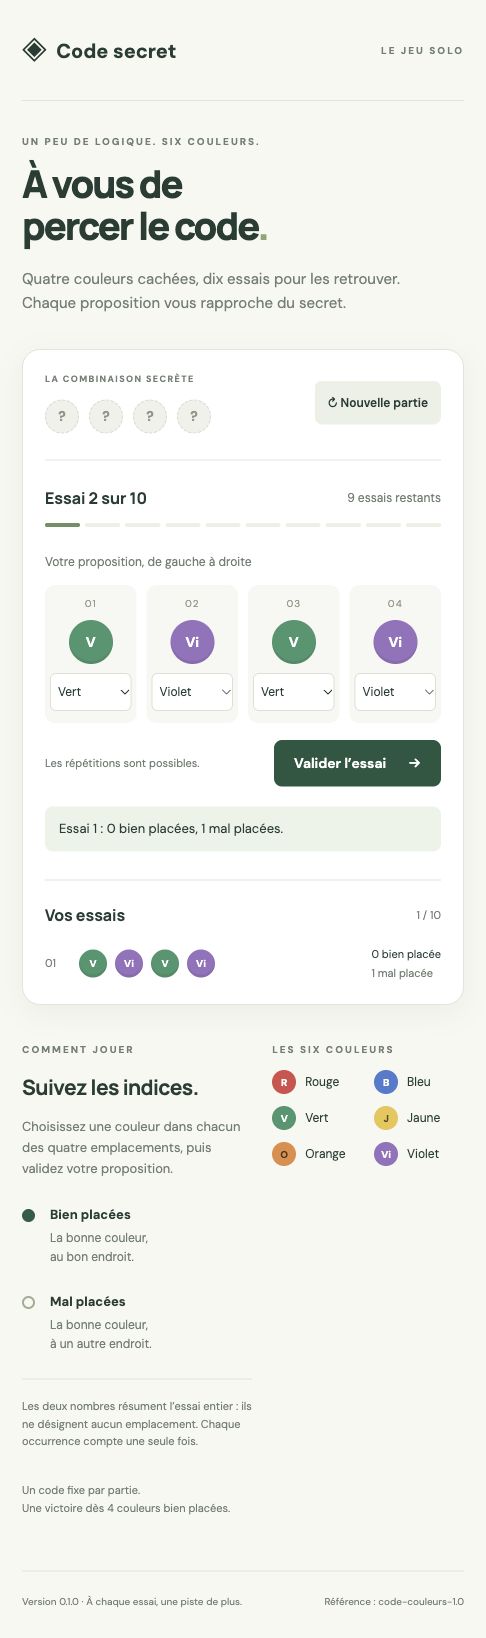 Code secret
LE JEU SOLO
UN PEU DE LOGIQUE. SIX COULEURS.
À vous de
percer le code.
Quatre couleurs cachées, dix essais pour les retrouver.
Chaque proposition vous rapproche du secret.
LA COMBINAISON SECRÈTE
? ? ? ?
↻ Nouvelle partie
Essai 2 sur 10
9 essais restants
Votre proposition, de gauche à droite
01 02 03 04
V Vi V Vi
Vert Violet Vert Violet
Les répétitions sont possibles.
Valider l’essai →
Essai 1 : 0 bien placées, 1 mal placées.
Vos essais
1 / 10
01 V Vi V Vi
0 bien placée
1 mal placée
COMMENT JOUER
Suivez les indices.
Choisissez une couleur dans chacun
des quatre emplacements, puis
validez votre proposition.
Bien placées
La bonne couleur,
au bon endroit.
Mal placées
La bonne couleur,
à un autre endroit.
Les deux nombres résument l’essai entier : ils
ne désignent aucun emplacement. Chaque
occurrence compte une seule fois.
Un code fixe par partie.
Une victoire dès 4 couleurs bien placées.
LES SIX COULEURS
R Rouge B Bleu
V Vert J Jaune
O Orange Vi Violet
Version 0.1.0 · À chaque essai, une piste de plus.
Référence : code-couleurs-1.0